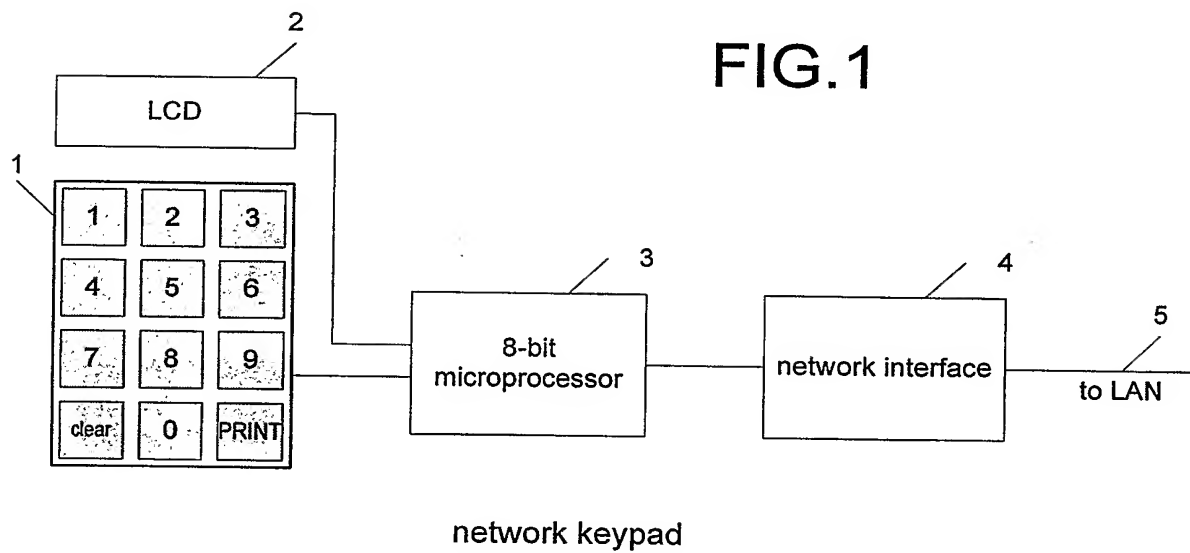 FIG.1
2
LCD
1
1 2 3
4 5 6
7 8 9
clear 0 PRINT
3
8-bit
microprocessor
4
network interface
5
to LAN
network keypad